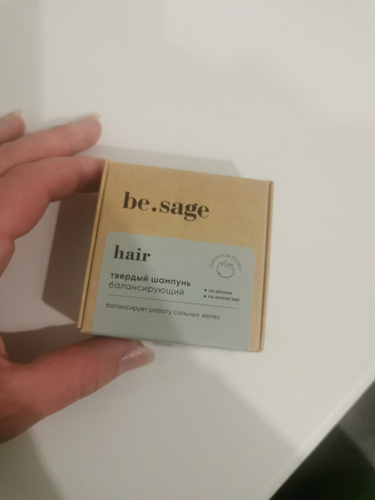 be.sage
hair
твердый шампунь
балансирующий
• no silicone
• no animal test
балансирует работу сальных желез